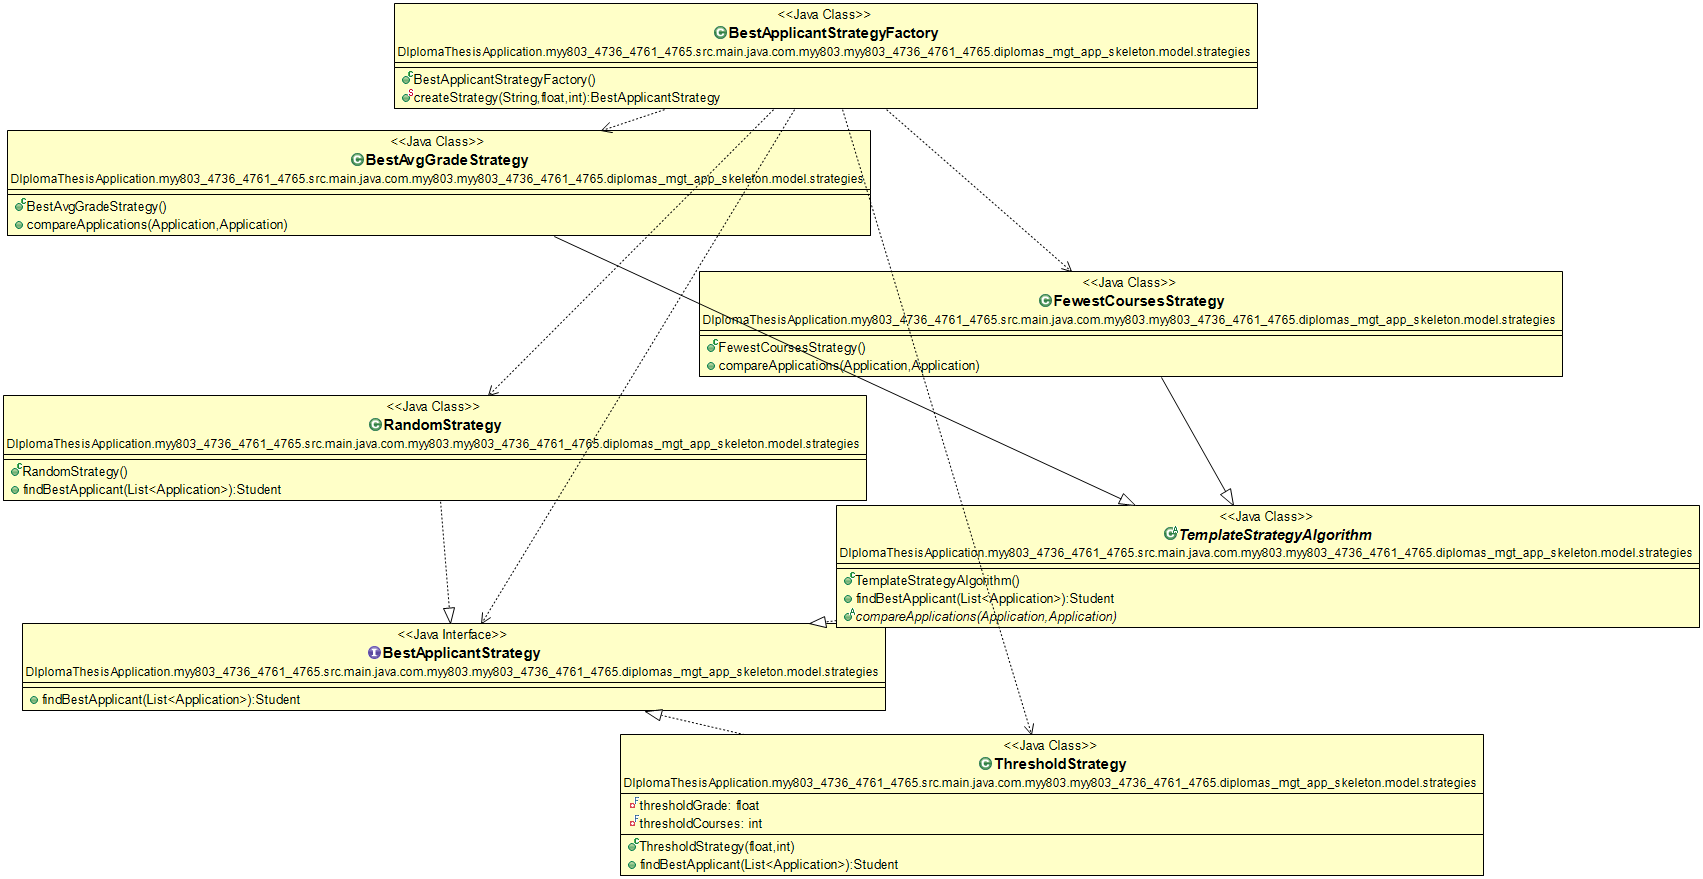 <<Java Class>>
BestApplicantStrategyFactory
DIplomaThesisApplication.myy803_4736_4761_4765.src.main.java.com.myy803.myy803_4736_4761_4765.diplomas_mgt_app_skeleton.model.strategies
BestApplicantStrategyFactory()
createStrategy(String,float,int):BestApplicantStrategy
<<Java Class>>
BestAvgGradeStrategy
DIplomaThesisApplication.myy803_4736_4761_4765.src.main.java.com.myy803.myy803_4736_4761_4765.diplomas_mgt_app_skeleton.model.strategies
BestAvgGradeStrategy()
compareApplications(Application,Application)
<<Java Class>>
FewestCoursesStrategy
DIplomaThesisApplication.myy803_4736_4761_4765.src.main.java.com.myy803.myy803_4736_4761_4765.diplomas_mgt_app_skeleton.model.strategies
FewestCoursesStrategy()
compareApplications(Application,Application)
<<Java Class>>
RandomStrategy
DIplomaThesisApplication.myy803_4736_4761_4765.src.main.java.com.myy803.myy803_4736_4761_4765.diplomas_mgt_app_skeleton.model.strategies
RandomStrategy()
findBestApplicant(List<Application>):Student
<<Java Class>>
TemplateStrategyAlgorithm
DIplomaThesisApplication.myy803_4736_4761_4765.src.main.java.com.myy803.myy803_4736_4761_4765.diplomas_mgt_app_skeleton.model.strategies
TemplateStrategyAlgorithm()
findBestApplicant(List<Application>):Student
compareApplications(Application,Application)
<<Java Interface>>
BestApplicantStrategy
DIplomaThesisApplication.myy803_4736_4761_4765.src.main.java.com.myy803.myy803_4736_4761_4765.diplomas_mgt_app_skeleton.model.strategies
findBestApplicant(List<Application>):Student
<<Java Class>>
ThresholdStrategy
DIplomaThesisApplication.myy803_4736_4761_4765.src.main.java.com.myy803.myy803_4736_4761_4765.diplomas_mgt_app_skeleton.model.strategies
thresholdGrade: float
thresholdCourses: int
ThresholdStrategy(float,int)
findBestApplicant(List<Application>):Student